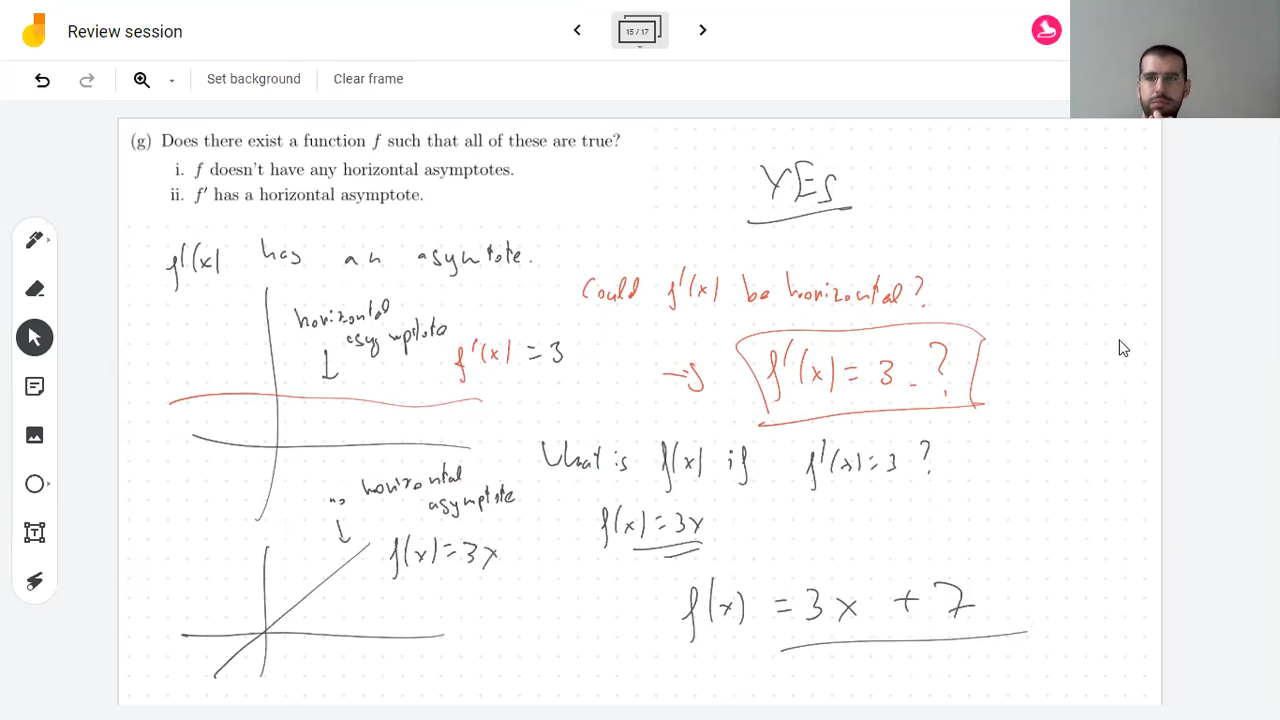 Review session
15 / 17
Set background
Clear frame
(g) Does there exist a function f such that all of these are true?
i. f doesn't have any horizontal asymptotes.
ii. f′ has a horizontal asymptote.
YES
f'(x) has an asymptote.
horizontal
asymptote
f'(x) = 3
Could f'(x) be horizontal?
→ f'(x) = 3 ?
What is f(x) if f'(x)=3 ?
f(x) = 3x
f(x) = 3x + 7
no horizontal
asymptote
f(x)=3x